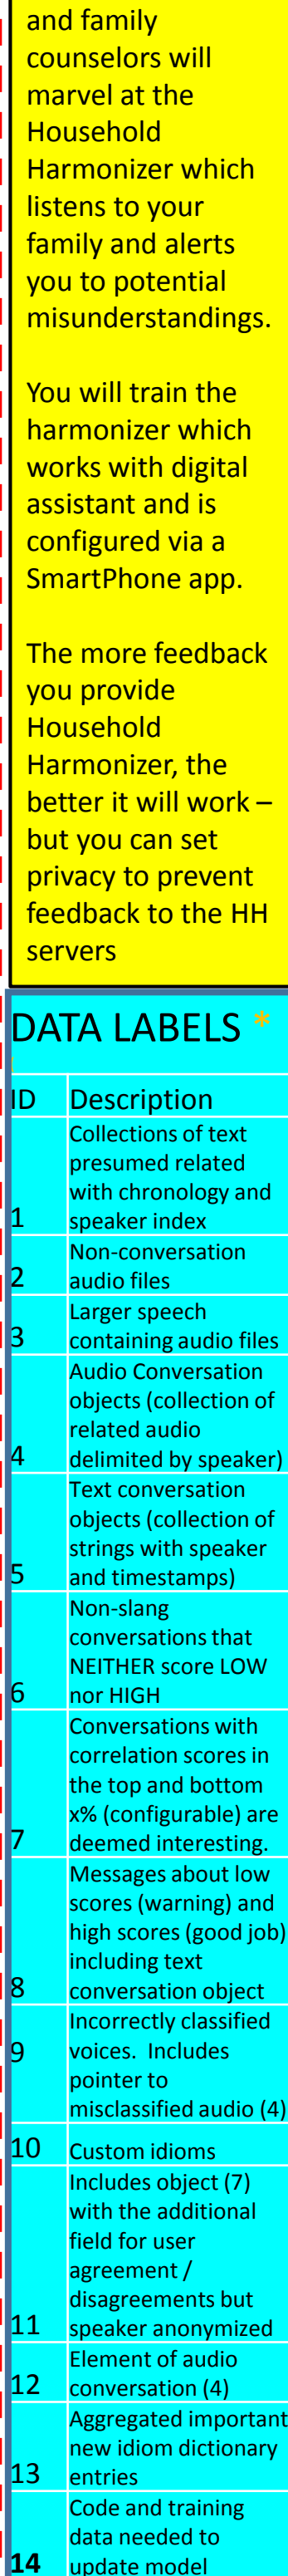 and family
counselors will
marvel at the
Household
Harmonizer which
listens to your
family and alerts
you to potential
misunderstandings.
You will train the
harmonizer which
works with digital
assistant and is
configured via a
SmartPhone app.
The more feedback
you provide
Household
Harmonizer, the
better it will work –
but you can set
privacy to prevent
feedback to the HH
servers
DATA LABELS *
ID Description
Collections of text
presumed related
with chronology and
1 speaker index
Non-conversation
2 audio files
Larger speech
3 containing audio files
Audio Conversation
objects (collection of
related audio
4 delimited by speaker)
Text conversation
objects (collection of
strings with speaker
5 and timestamps)
Non-slang
conversations that
NEITHER score LOW
6 nor HIGH
Conversations with
correlation scores in
the top and bottom
x% (configurable) are
7 deemed interesting.
Messages about low
scores (warning) and
high scores (good job)
including text
8 conversation object
Incorrectly classified
9 voices. Includes
pointer to
misclassified audio (4)
10 Custom idioms
Includes object (7)
with the additional
field for user
agreement /
disagreements but
11 speaker anonymized
Element of audio
12 conversation (4)
Aggregated important
new idiom dictionary
13 entries
Code and training
data needed to
14 update model